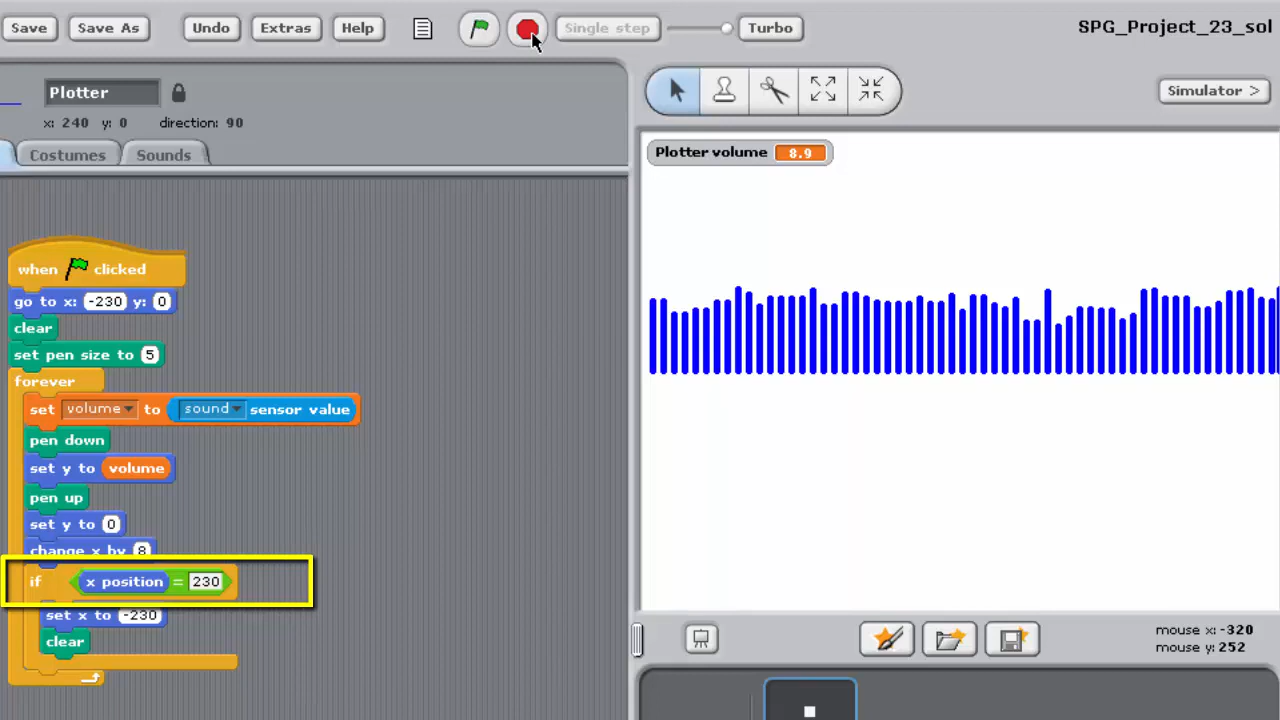 Save Save As Undo Extras Help Single step Turbo SPG_Project_23_sol
Plotter
x: 240 y: 0 direction: 90
Costumes Sounds
Simulator >
Plotter volume 8.9
when clicked
go to x: -230 y: 0
clear
set pen size to 5
forever
set volume to sound sensor value
pen down
set y to volume
pen up
set y to 0
change x by 8
if x position = 230
set x to -230
clear
mouse x: -320
mouse y: 252